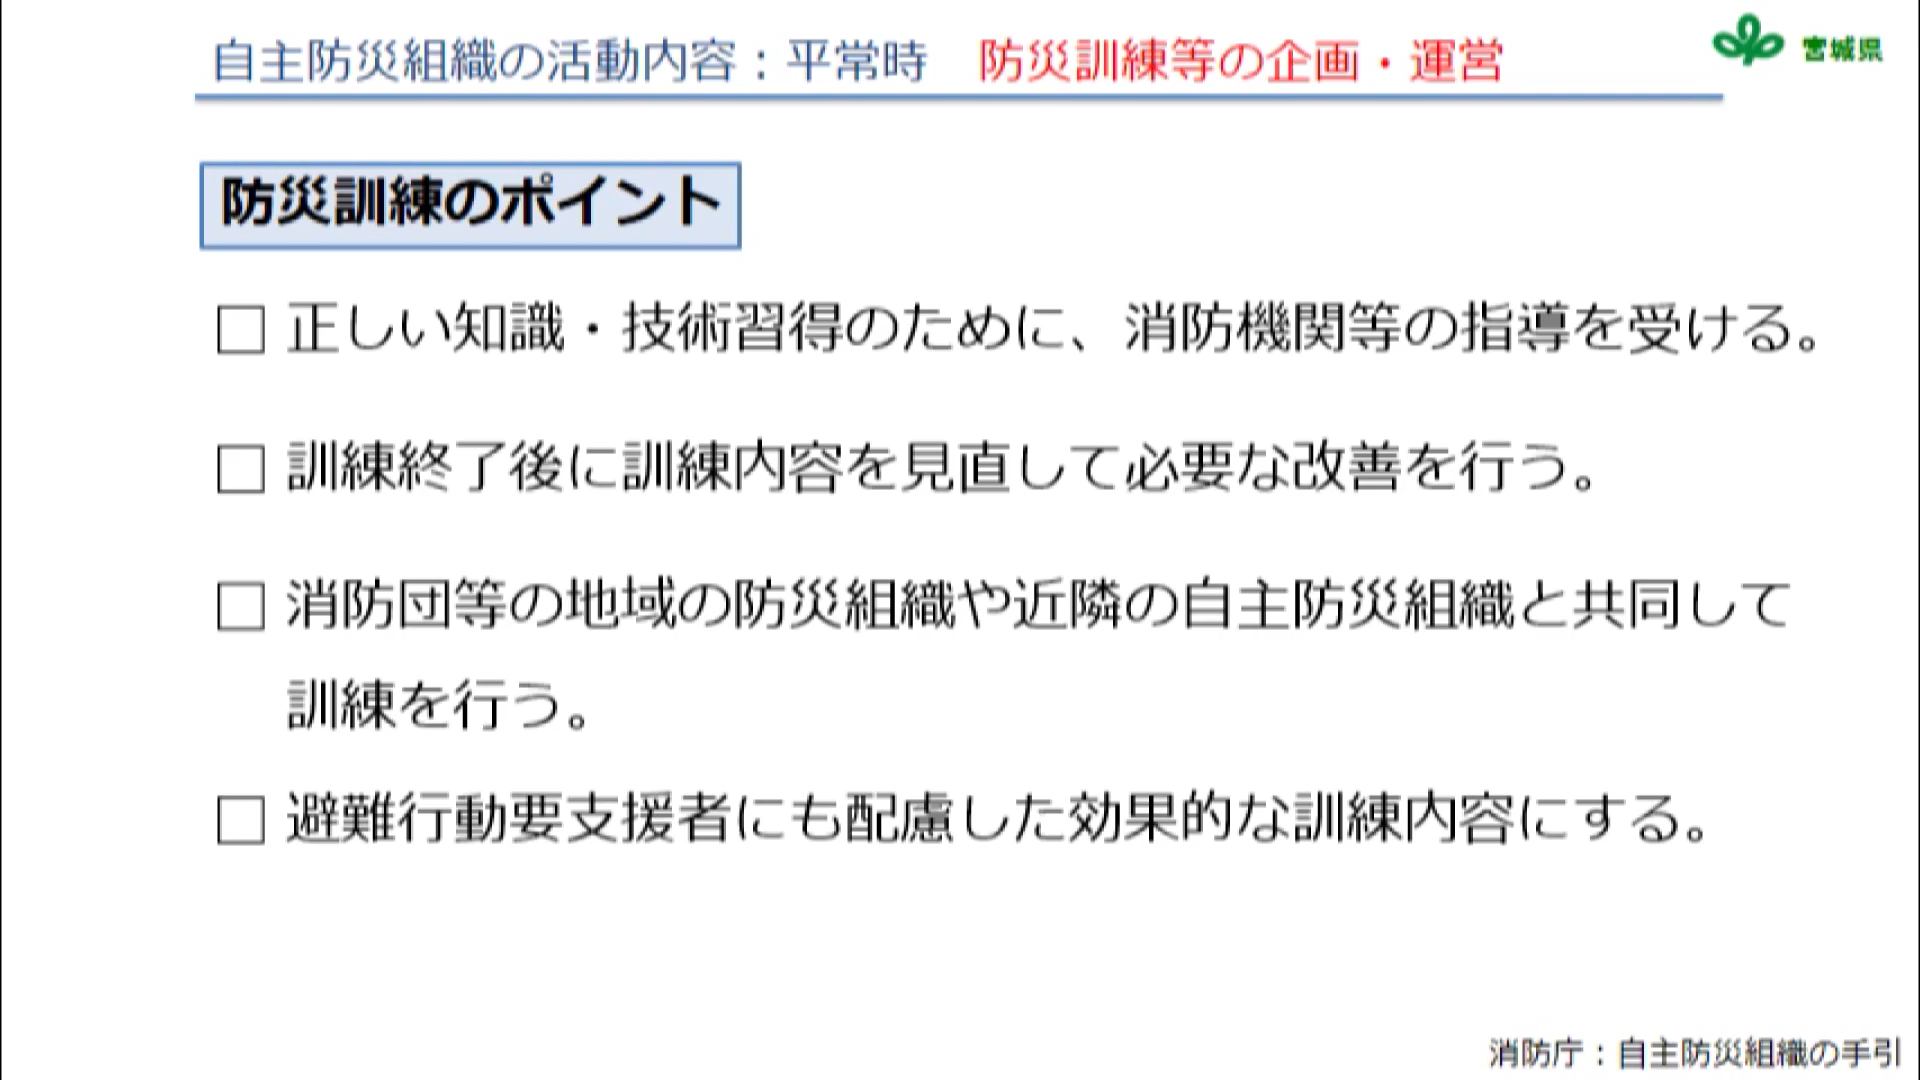 自主防災組織の活動内容：平常時　防災訓練等の企画・運営
宮城県
防災訓練のポイント
□ 正しい知識・技術習得のために、消防機関等の指導を受ける。
□ 訓練終了後に訓練内容を見直して必要な改善を行う。
□ 消防団等の地域の防災組織や近隣の自主防災組織と共同して
訓練を行う。
□ 避難行動要支援者にも配慮した効果的な訓練内容にする。
消防庁：自主防災組織の手引